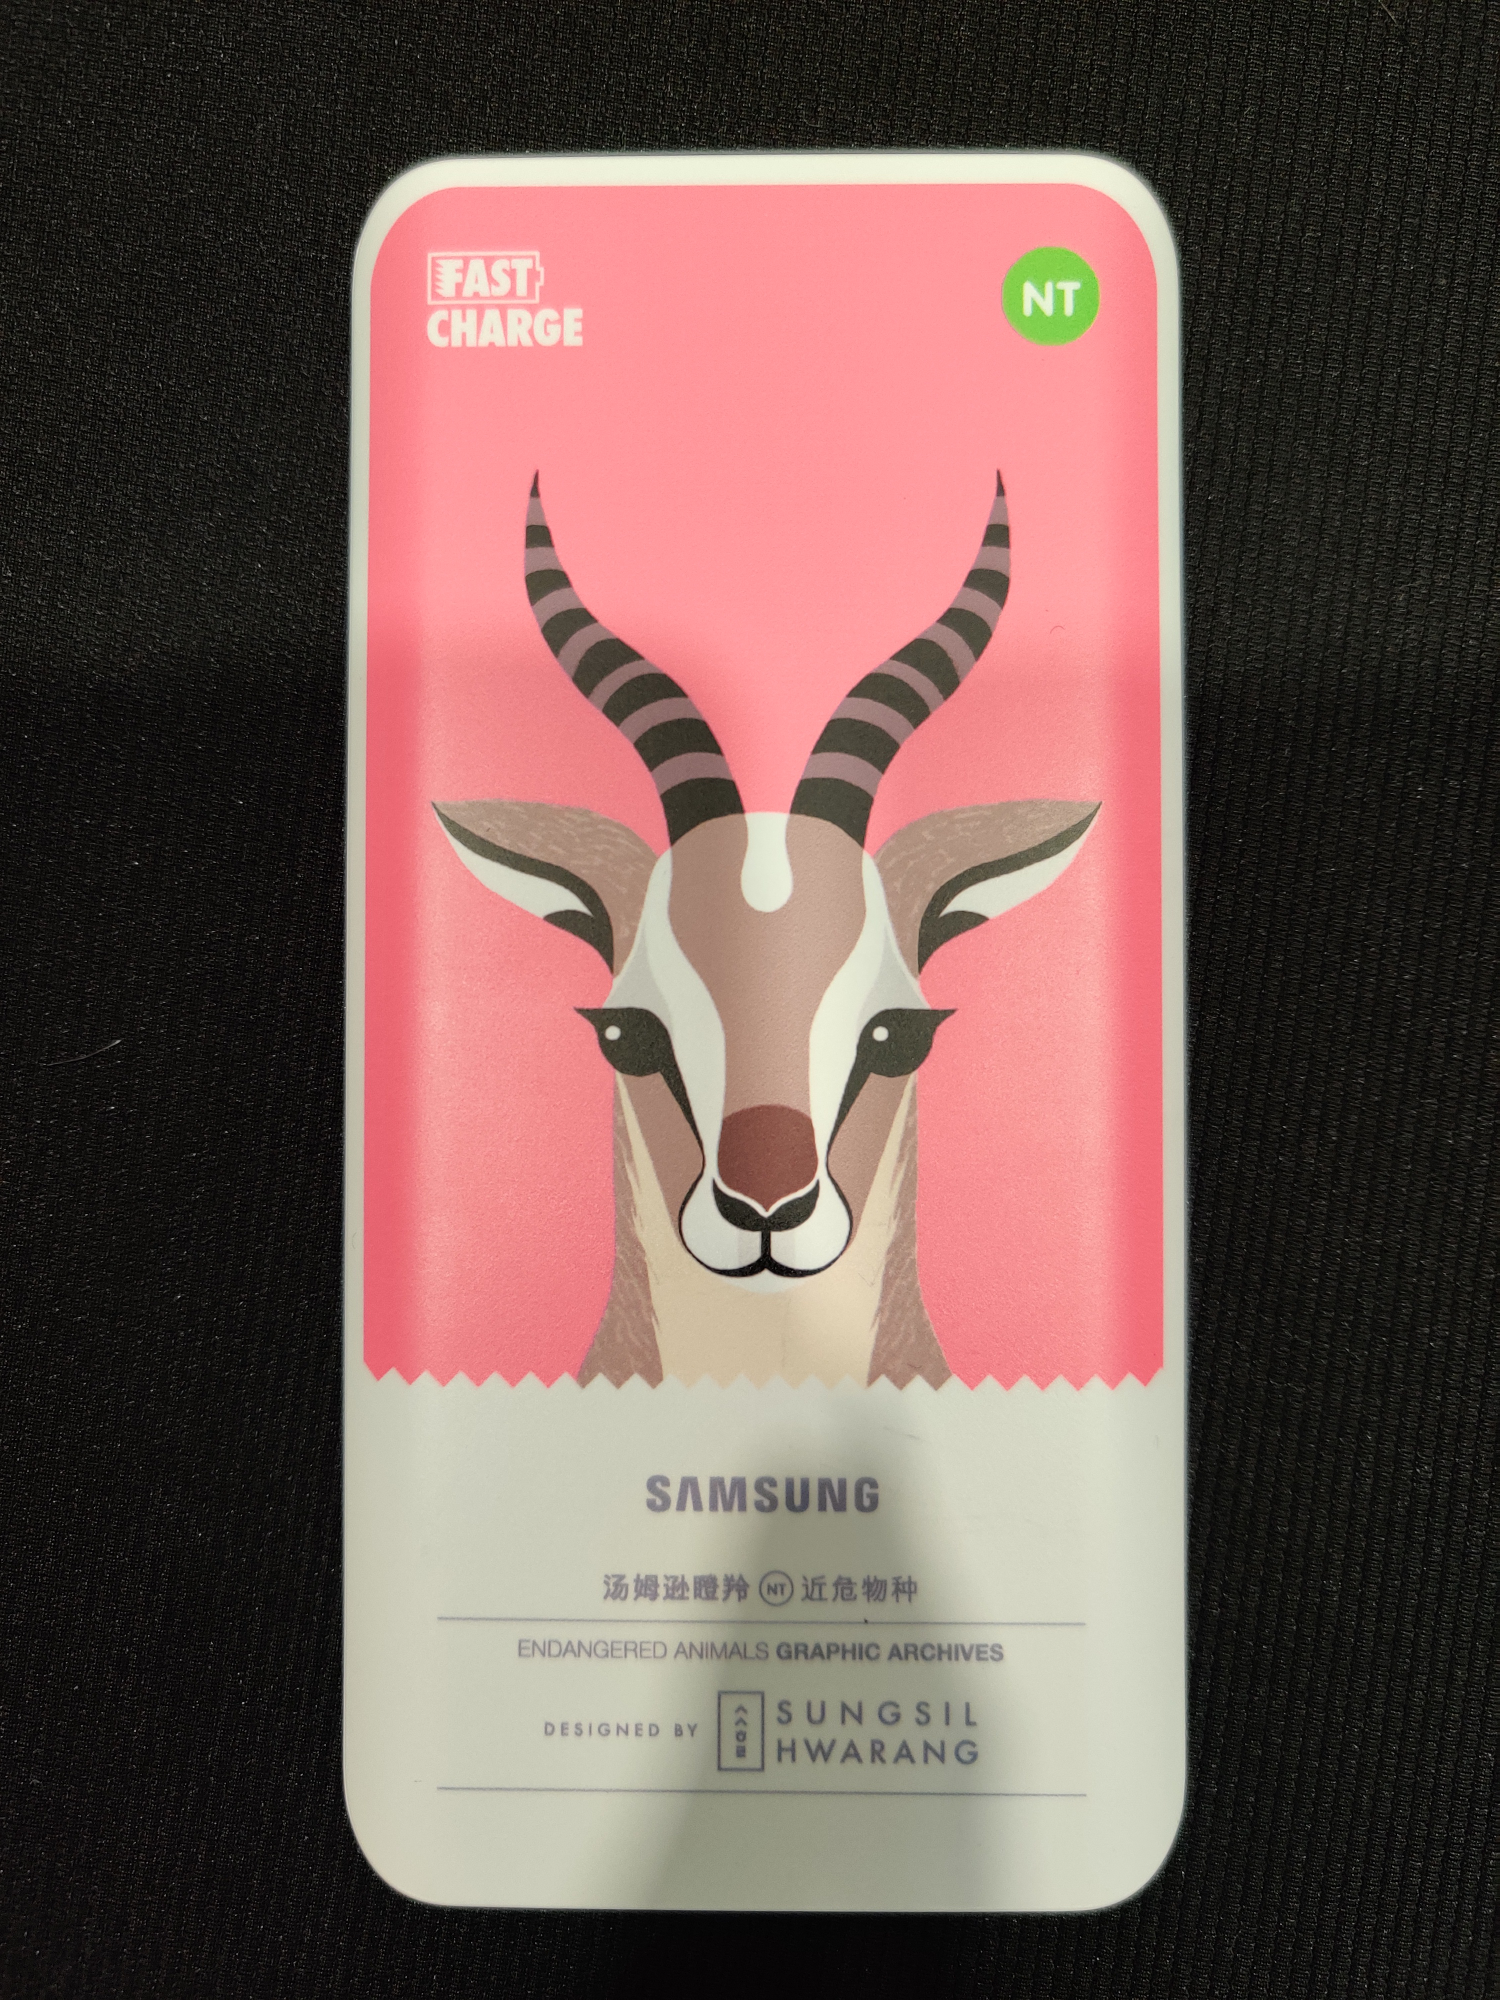 FAST
CHARGE
NT
SAMSUNG
汤姆逊瞪羚 NT 近危物种
ENDANGERED ANIMALS GRAPHIC ARCHIVES
DESIGNED BY
SUNGSIL
HWARANG